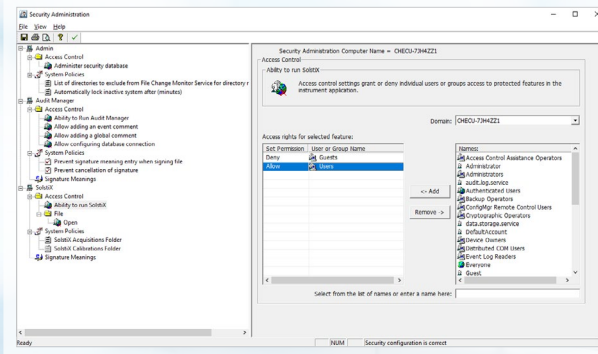 Security Administration
File View Help
Admin
Access Control
Administer security database
System Policies
List of directories to exclude from File Change Monitor Service for directory r
Automatically lock inactive system after (minutes)
Audit Manager
Access Control
Ability to Run Audit Manager
Allow adding an event comment
Allow adding a global comment
Allow configuring database connection
System Policies
Prevent signature meaning entry when signing file
Prevent cancellation of signature
Signature Meanings
SolstiX
Access Control
Ability to run SolstiX
File
Open
System Policies
SolstiX Acquisitions Folder
SolstiX Calibrations Folder
Signature Meanings
Security Administration Computer Name = CHECU-7JH4ZZ1
Access Control
Ability to run SolstiX
Access control settings grant or deny individual users or groups access to protected features in the
instrument application.
Domain: CHECU-7JH4ZZ1
Access rights for selected feature:
Set Permission User or Group Name
Deny Guests
Allow Users
<- Add
Remove ->
Names:
Access Control Assistance Operators
Administrator
Administrators
audit.log.service
Authenticated Users
Backup Operators
ConfigMgr Remote Control Users
Cryptographic Operators
data.storage.service
DefaultAccount
Device Owners
Distributed COM Users
Event Log Readers
Everyone
Guest
Select from the list of names or enter a name here:
Ready
NUM
Security configuration is correct